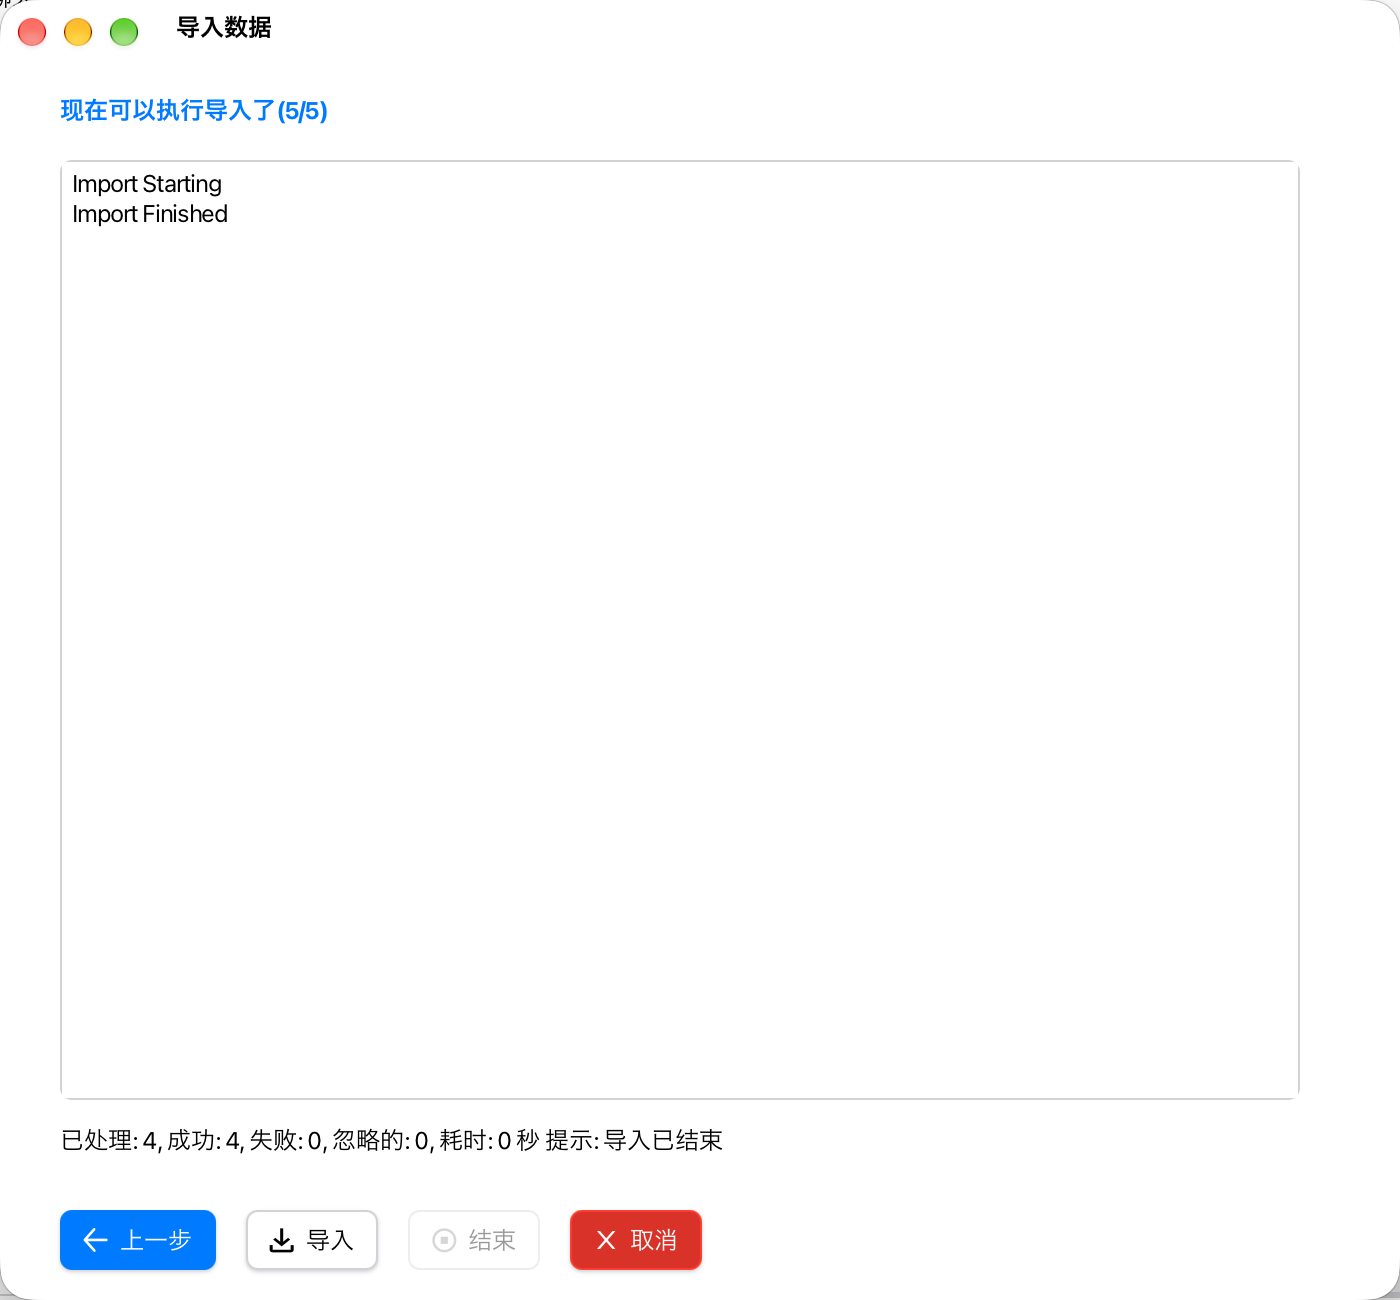 导入数据
现在可以执行导入了(5/5)
Import Starting
Import Finished
已处理: 4, 成功: 4, 失败: 0, 忽略的: 0, 耗时: 0 秒 提示: 导入已结束
上一步
导入
结束
取消